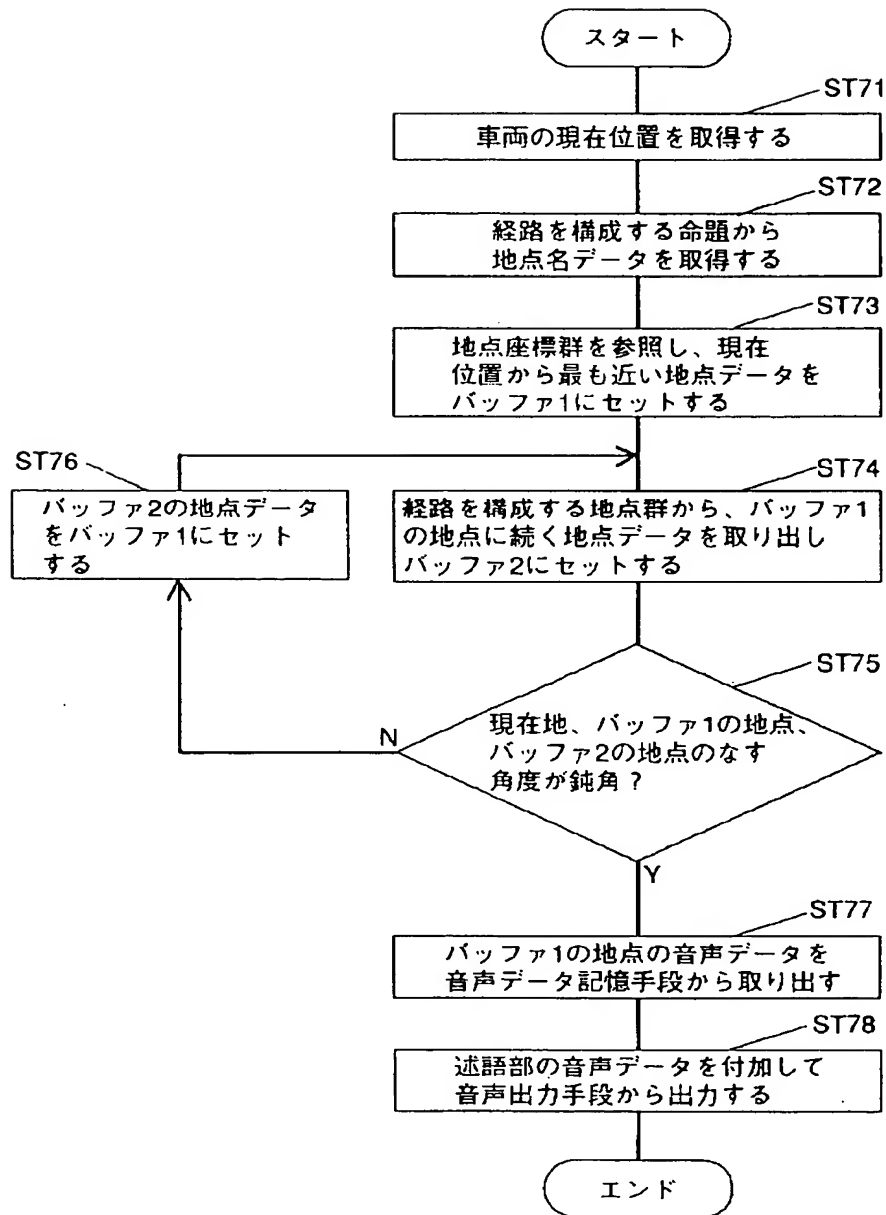 スタート
ST71
車両の現在位置を取得する
ST72
経路を構成する命題から
地点名データを取得する
ST73
地点座標群を参照し、現在
位置から最も近い地点データを
バッファ1にセットする
ST76
バッファ2の地点データ
をバッファ1にセット
する
ST74
経路を構成する地点群から、バッファ1
の地点に続く地点データを取り出し
バッファ2にセットする
ST75
現在地、バッファ1の地点、
バッファ2の地点のなす
角度が鈍角？
N
Y
ST77
バッファ1の地点の音声データを
音声データ記憶手段から取り出す
ST78
述語部の音声データを付加して
音声出力手段から出力する
エンド